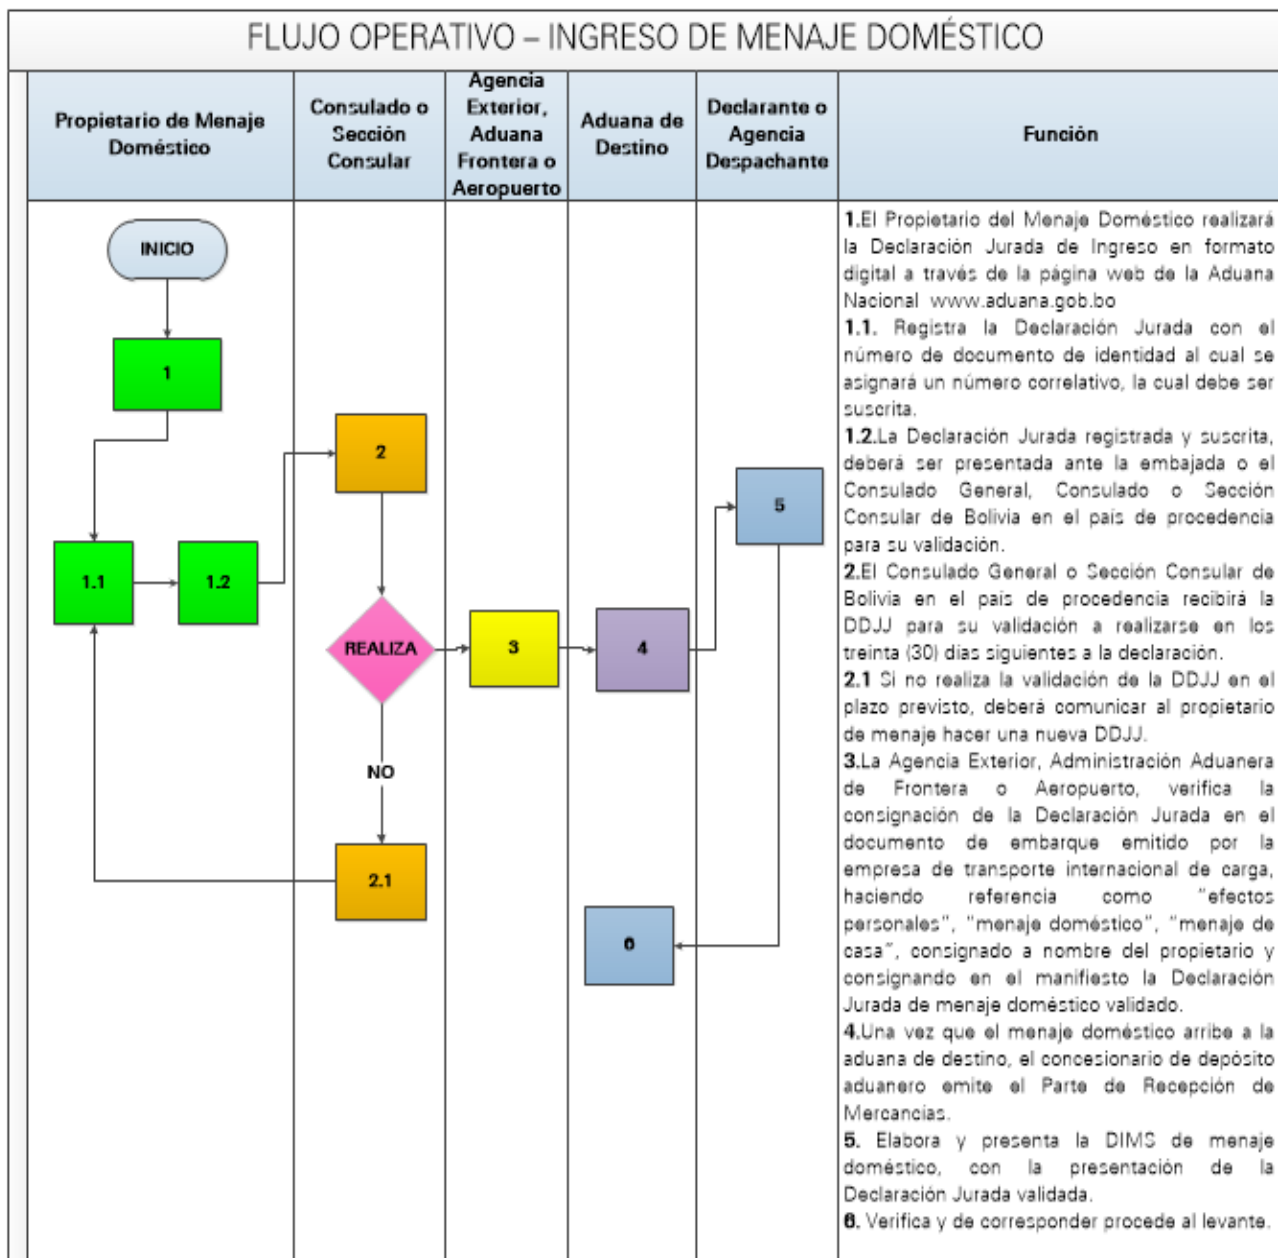 FLUJO OPERATIVO – INGRESO DE MENAJE DOMÉSTICO
Propietario de Menaje
Doméstico
Consulado o
Sección
Consular
Agencia
Exterior,
Aduana
Frontera o
Aeropuerto
Aduana de
Destino
Declarante o
Agencia
Despachante
Función
INICIO
1
1.1
1.2
2
REALIZA
NO
2.1
3
4
5
6
1.El Propietario del Menaje Doméstico realizará
la Declaración Jurada de Ingreso en formato
digital a través de la página web de la Aduana
Nacional www.aduana.gob.bo
1.1. Registra la Declaración Jurada con el
número de documento de identidad al cual se
asignará un número correlativo, la cual debe ser
suscrita.
1.2.La Declaración Jurada registrada y suscrita,
deberá ser presentada ante la embajada o el
Consulado General, Consulado o Sección
Consular de Bolivia en el país de procedencia
para su validación.
2.El Consulado General o Sección Consular de
Bolivia en el país de procedencia recibirá la
DDJJ para su validación a realizarse en los
treinta (30) días siguientes a la declaración.
2.1 Si no realiza la validación de la DDJJ en el
plazo previsto, deberá comunicar al propietario
de menaje hacer una nueva DDJJ.
3.La Agencia Exterior, Administración Aduanera
de Frontera o Aeropuerto, verifica la
consignación de la Declaración Jurada en el
documento de embarque emitido por la
empresa de transporte internacional de carga,
haciendo referencia como "efectos
personales", "menaje doméstico", "menaje de
casa", consignado a nombre del propietario y
consignando en el manifiesto la Declaración
Jurada de menaje doméstico validado.
4.Una vez que el menaje doméstico arribe a la
aduana de destino, el concesionario de depósito
aduanero emite el Parte de Recepción de
Mercancías.
5. Elabora y presenta la DIMS de menaje
doméstico, con la presentación de la
Declaración Jurada validada.
6. Verifica y de corresponder procede al levante.